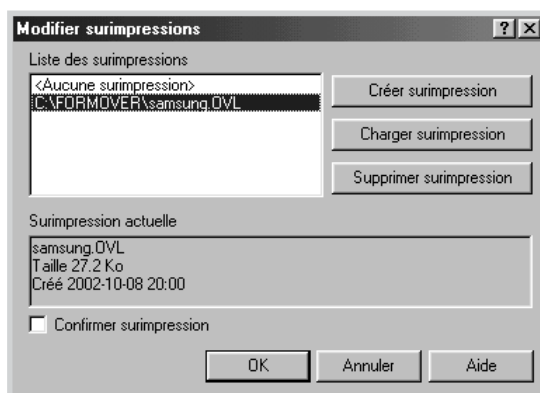 Modifier surimpressions
Liste des surimpressions
<Aucune surimpression>
C:\FORMOVER\samsung.OVL
Créer surimpression
Charger surimpression
Supprimer surimpression
Surimpression actuelle
samsung.OVL
Taille 27.2 Ko
Créé 2002-10-08 20:00
Confirmer surimpression
OK
Annuler
Aide